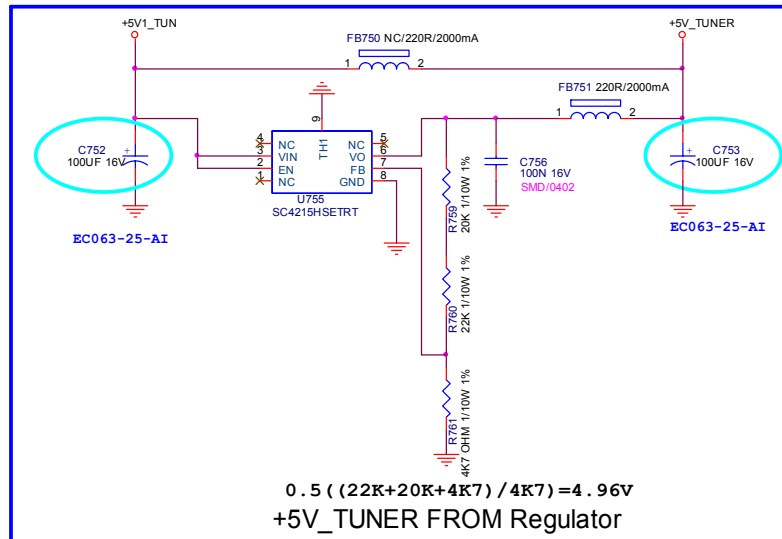 +5V1_TUN
+5V_TUNER
FB750 NC/220R/2000mA
1
2
FB751 220R/2000mA
1
2
9
TH1
C752
100UF 16V
4
NC
NC
5
3
VIN
VO
6
2
EN
FB
7
1
NC
GND
8
U755
SC4215HSETRT
C756
100N 16V
SMD/0402
C753
100UF 16V
R759
20K 1/10W 1%
EC063-25-AI
EC063-25-AI
R760
22K 1/10W 1%
R761
4K7 OHM 1/10W 1%
0.5((22K+20K+4K7)/4K7)=4.96V
+5V_TUNER FROM Regulator